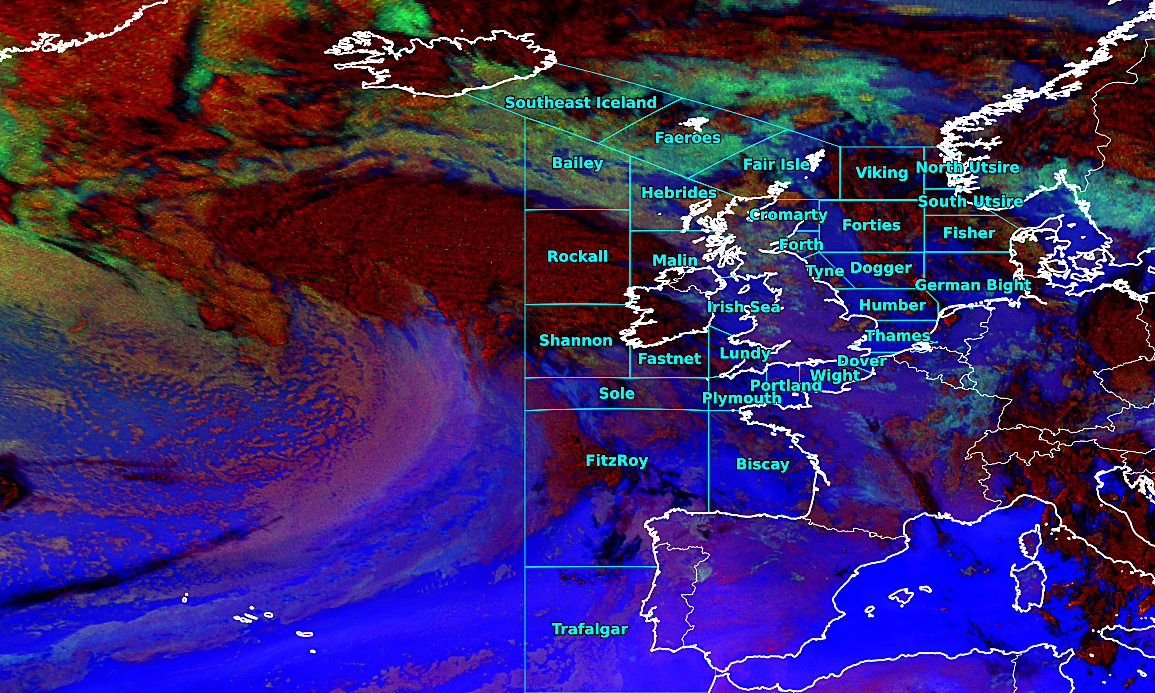 Southeast Iceland
Faeroes
Bailey
Fair Isle
Viking
North Utsire
Hebrides
South Utsire
Cromarty
Forties
Fisher
Forth
Rockall
Malin
Tyne
Dogger
German Bight
Irish Sea
Humber
Shannon
Thames
Fastnet
Lundy
Dover
Wight
Portland
Sole
Plymouth
FitzRoy
Biscay
Trafalgar